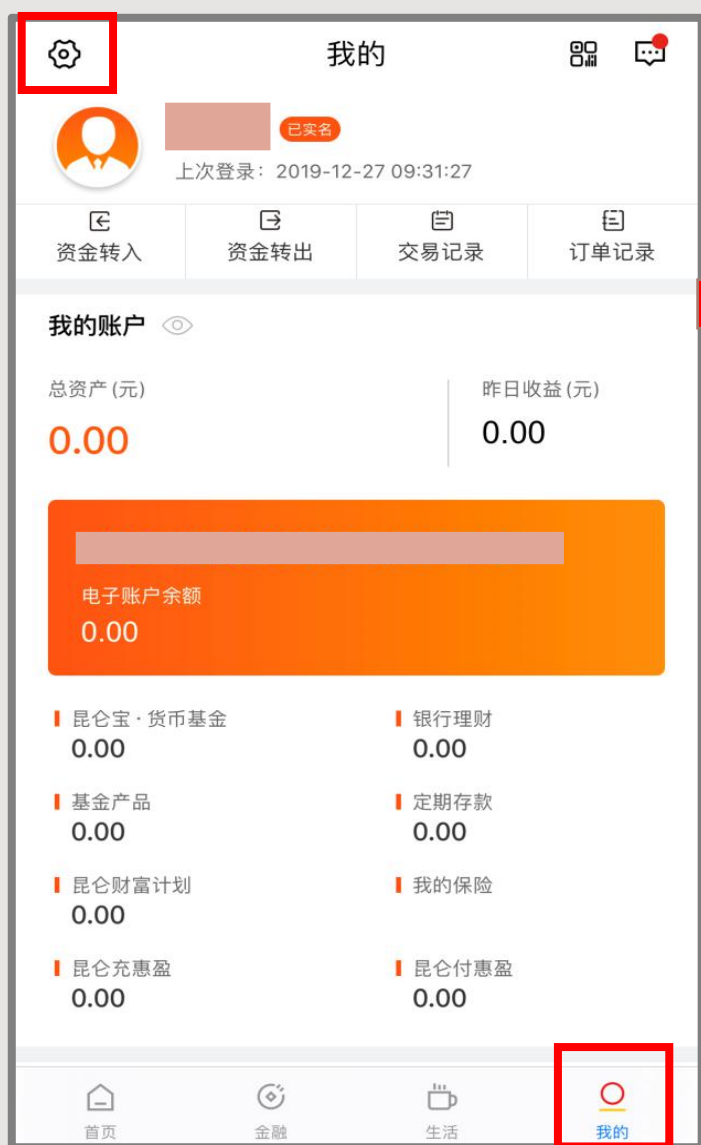 我的
已实名
上次登录：2019-12-27 09:31:27
资金转入 资金转出 交易记录 订单记录
我的账户
总资产(元) 昨日收益(元)
0.00 0.00
电子账户余额
0.00
昆仑宝·货币基金 银行理财
0.00 0.00
基金产品 定期存款
0.00 0.00
昆仑财富计划 我的保险
0.00
昆仑充惠盈 昆仑付惠盈
0.00 0.00
首页 金融 生活 我的